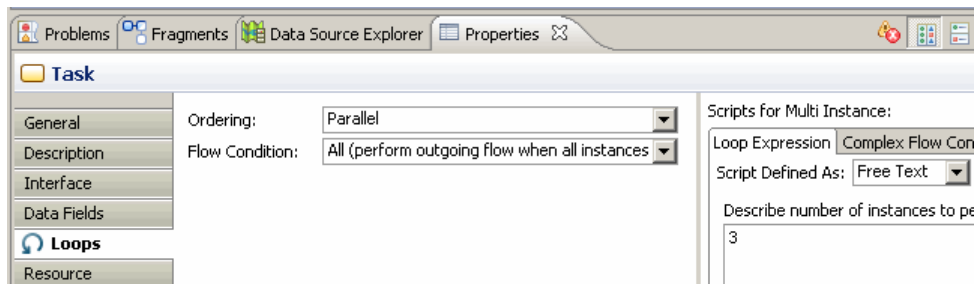 Problems Fragments Data Source Explorer Properties
Task
General
Description
Interface
Data Fields
Loops
Resource
Ordering: Parallel
Flow Condition: All (perform outgoing flow when all instances
Scripts for Multi Instance:
Loop Expression Complex Flow Con
Script Defined As: Free Text
Describe number of instances to pe
3